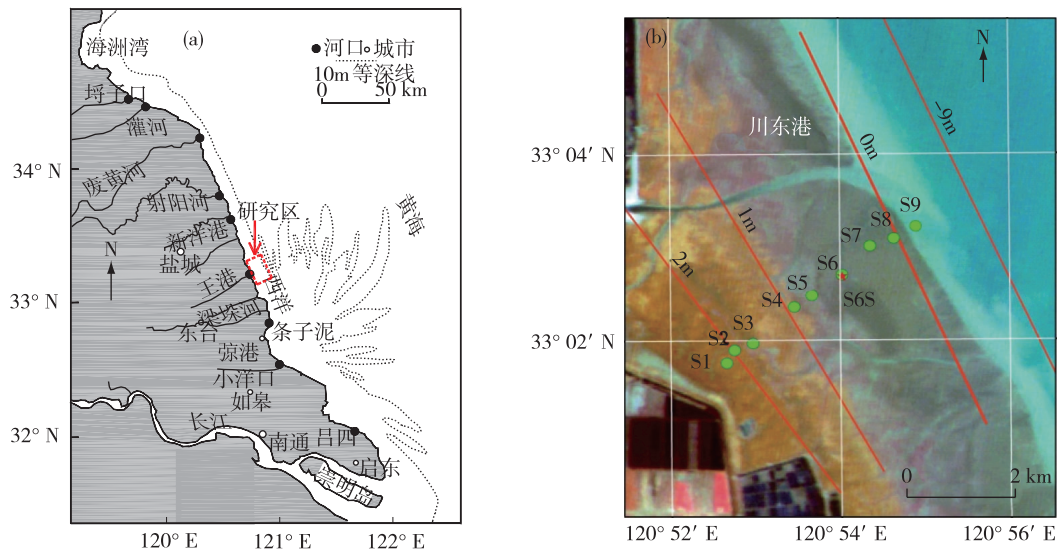 (a)
海洲湾
河口 城市
10m 等深线
0 50 km
埒子口
灌河
34° N
废黄河
射阳河
研究区
黄海
新洋港
N
盐城
王港
西洋
33° N
梁垛河
东台
条子泥
弶港
小洋口
如皋
长江
32° N
南通
吕四
启东
崇明岛
120° E
121° E
122° E
(b)
N
川东港
-9m
0m
33° 04′ N
1m
S9
S8
S7
2m
S6
S5
S6S
S4
33° 02′ N
S3
S2
S1
0 2 km
120° 52′ E
120° 54′ E
120° 56′ E